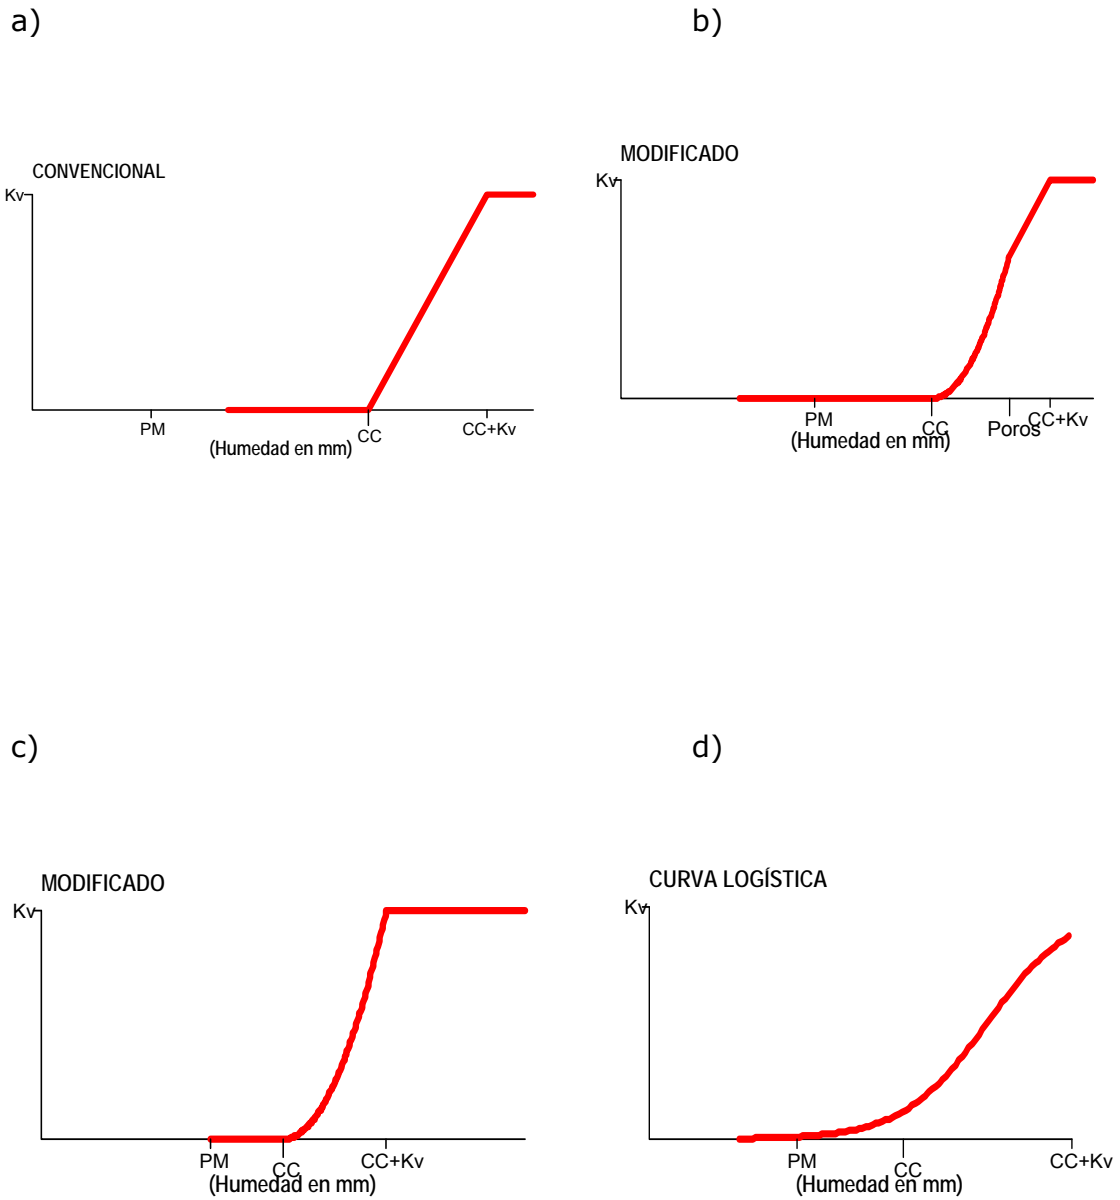 a)
b)
CONVENCIONAL
Kv
PM
CC
CC+Kv
(Humedad en mm)
MODIFICADO
Kv
PM
CC
Poros
CC+Kv
(Humedad en mm)
c)
d)
MODIFICADO
Kv
PM
CC
CC+Kv
(Humedad en mm)
CURVA LOGÍSTICA
Kv
PM
CC
CC+Kv
(Humedad en mm)